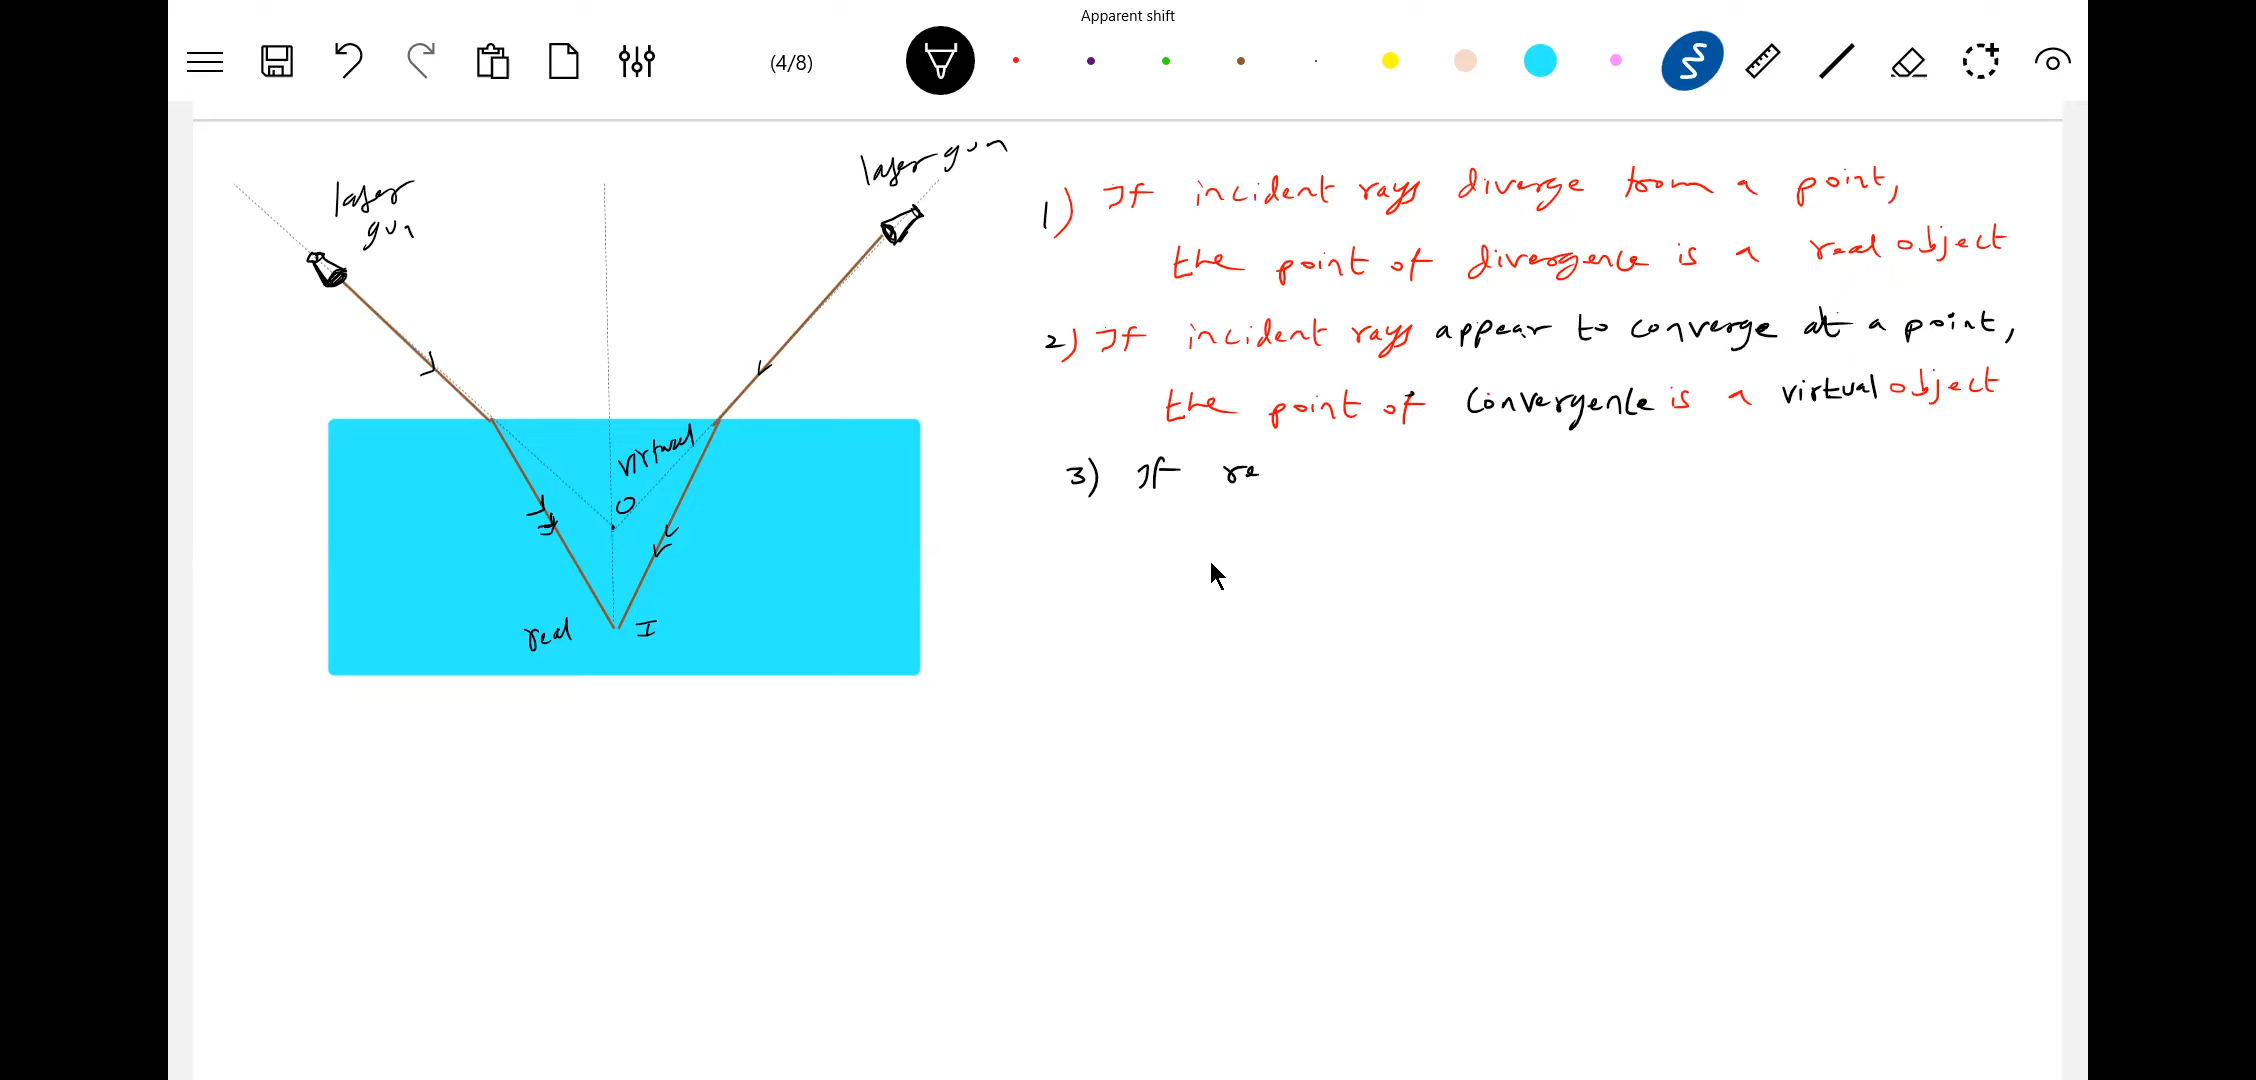 Apparent shift
(4/8)
laser gun
laser
gun
virtual
O
real I
1) If incident rays diverge from a point,
the point of divergence is a real object
2) If incident rays appear to converge at a point,
the point of convergence is a virtual object
3) If re